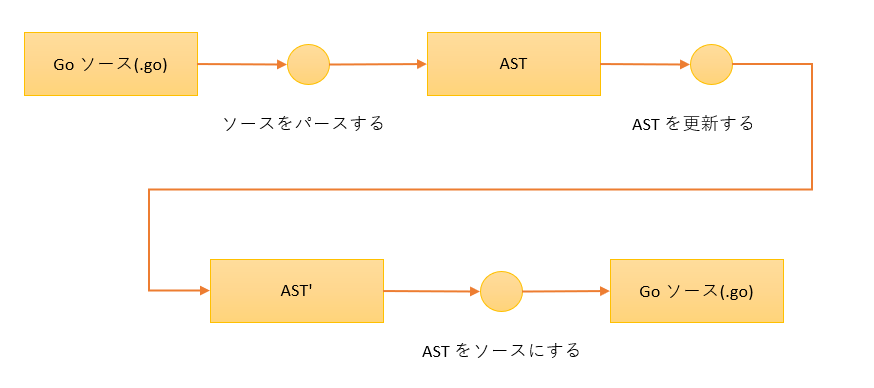 Go ソース(.go)
AST
ソースをパースする
AST を更新する
AST'
Go ソース(.go)
AST をソースにする